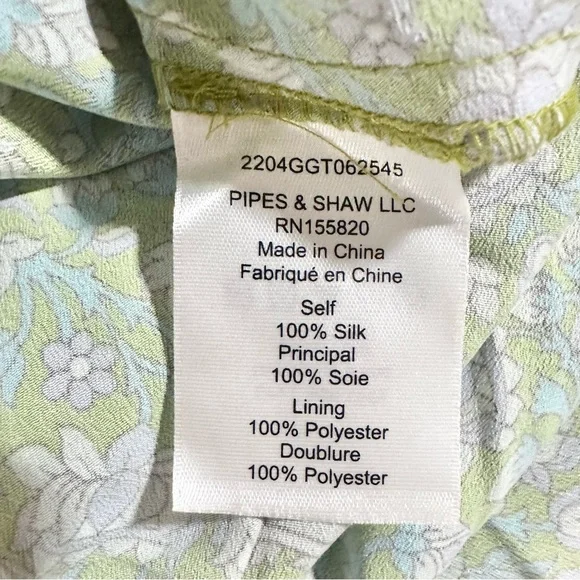 2204GGT062545
PIPES & SHAW LLC
RN155820
Made in China
Fabriqué en Chine
Self
100% Silk
Principal
100% Soie
Lining
100% Polyester
Doublure
100% Polyester